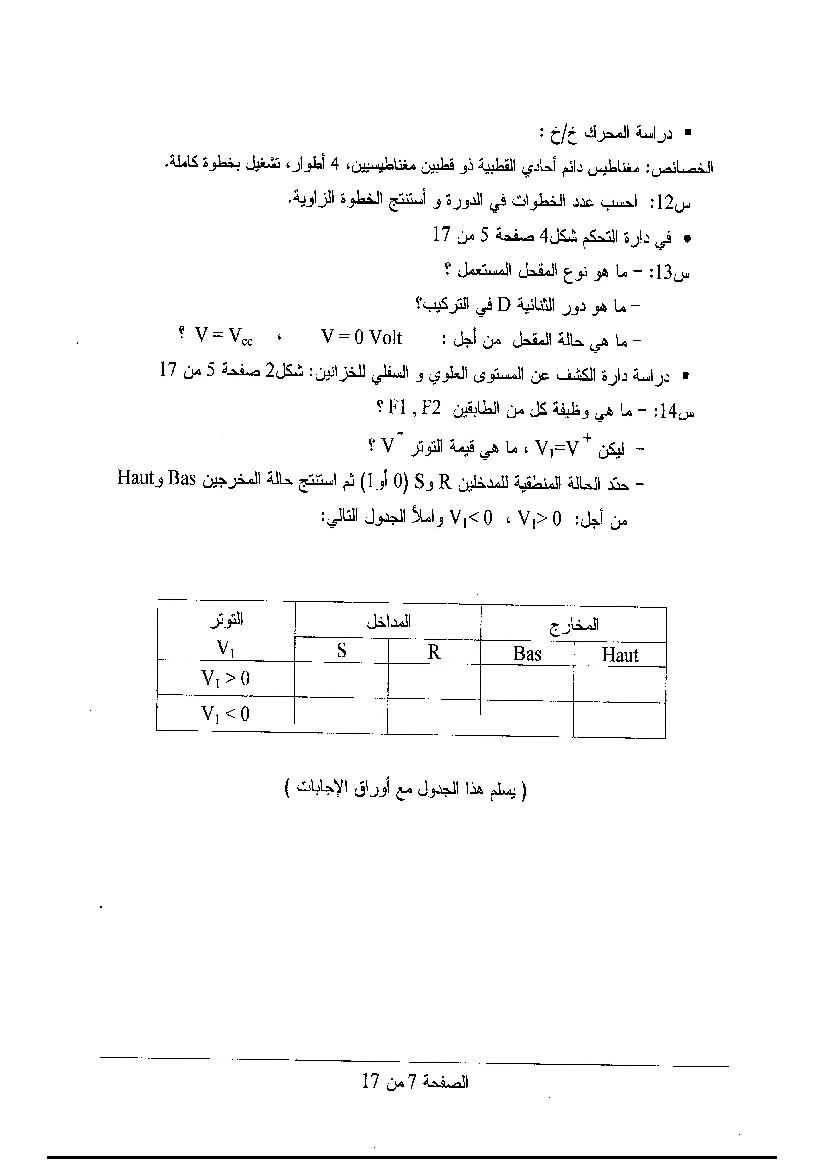 ▪ دراسة المحرك خ/خ :
الخصائص: مغناطيس دائم أحادي القطبية ذو قطبين مغناطيسيين، 4 أطوار، تشغيل بخطوة كاملة.
س12: احسب عدد الخطوات في الدورة و أستنتج الخطوة الزاوية.
• في دارة التحكم شكل4 صفحة 5 من 17
س13: – ما هو نوع المقحل المستعمل ؟
– ما هو دور الثنائية D في التركيب؟
– ما هي حالة المقحل من أجل : V = 0 Volt ، V = Vcc ؟
▪ دراسة دارة الكشف عن المستوى العلوي و السفلي للخزانين: شكل2 صفحة 5 من 17
س14: – ما هي وظيفة كل من الطابقين F1 , F2 ؟
– ليكن V1=V+ ، ما هي قيمة التوتر V- ؟
– حدّد الحالة المنطقية للمدخلين R وS (0 أو1) ثم استنتج حالة المخرجين Bas وHaut
من أجل: V1> 0 ، V1< 0 واملأ الجدول التالي:
التوتر المداخل المخارج
V1 S R Bas Haut
V1 > 0
V1 < 0
( يسلم هذا الجدول مع أوراق الإجابات )
الصفحة 7 من 17